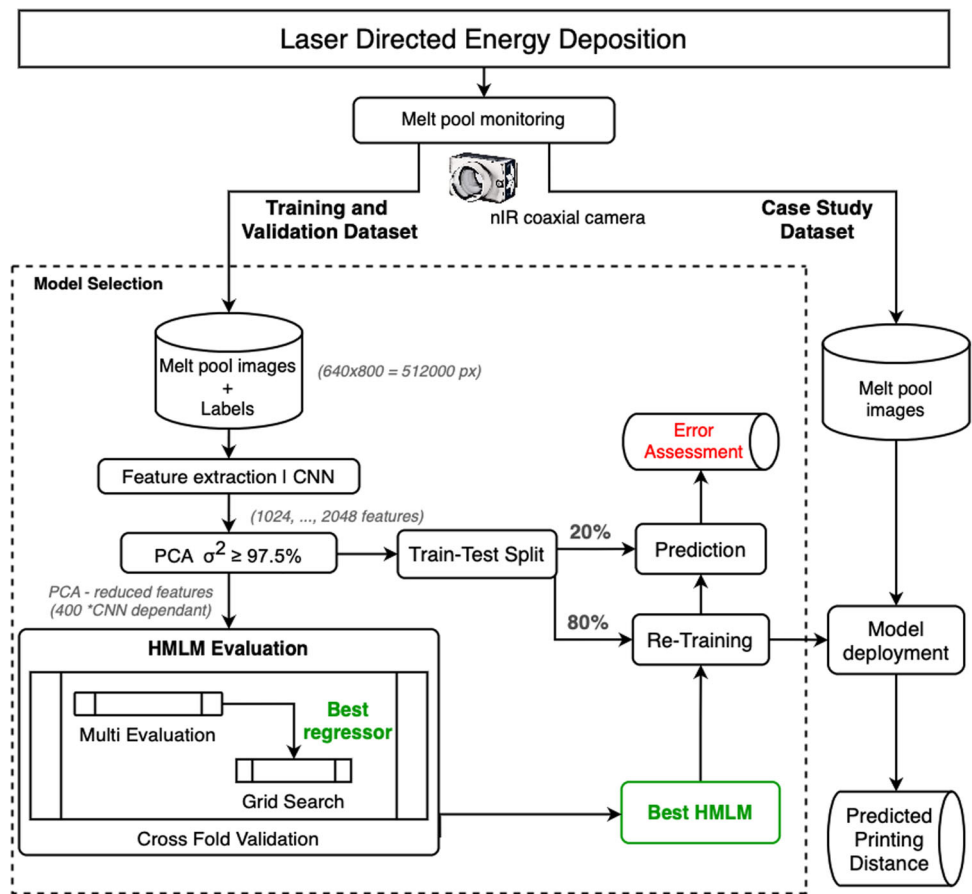 Laser Directed Energy Deposition
Melt pool monitoring
nIR coaxial camera
Training and
Validation Dataset
Case Study
Dataset
Model Selection
Melt pool images
+
Labels
(640x800 = 512000 px)
Melt pool
images
Error
Assessment
Feature extraction | CNN
(1024, ..., 2048 features)
PCA σ² ≥ 97.5%
Train-Test Split
20%
Prediction
PCA - reduced features
(400 *CNN dependant)
80%
Re-Training
Model
deployment
HMLM Evaluation
Multi Evaluation
Best
regressor
Grid Search
Cross Fold Validation
Best HMLM
Predicted
Printing
Distance